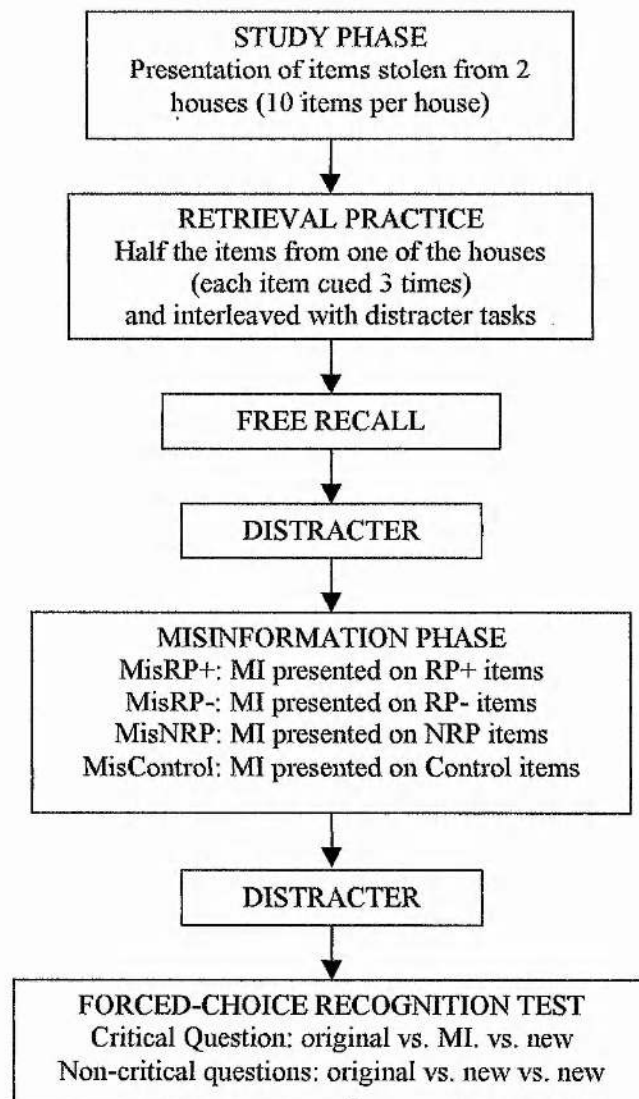 STUDY PHASE
Presentation of items stolen from 2
houses (10 items per house)
RETRIEVAL PRACTICE
Half the items from one of the houses
(each item cued 3 times)
and interleaved with distracter tasks
FREE RECALL
DISTRACTER
MISINFORMATION PHASE
MisRP+: MI presented on RP+ items
MisRP-: MI presented on RP- items
MisNRP: MI presented on NRP items
MisControl: MI presented on Control items
DISTRACTER
FORCED-CHOICE RECOGNITION TEST
Critical Question: original vs. MI. vs. new
Non-critical questions: original vs. new vs. new